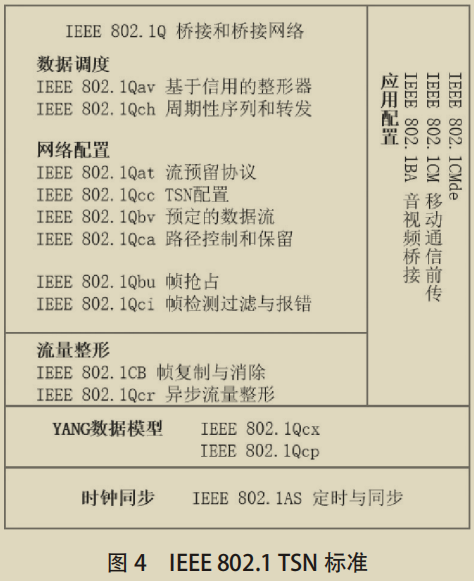 IEEE 802.1Q 桥接和桥接网络
数据调度
IEEE 802.1Qav 基于信用的整形器
IEEE 802.1Qch 周期性序列和转发
网络配置
IEEE 802.1Qat 流预留协议
IEEE 802.1Qcc TSN配置
IEEE 802.1Qbv 预定的数据流
IEEE 802.1Qca 路径控制和保留
IEEE 802.1Qbu 帧抢占
IEEE 802.1Qci 帧检测过滤与报错
应用配置
IEEE 802.1BA 音视频桥接
IEEE 802.1CM 移动通信前传
IEEE 802.1CMde
流量整形
IEEE 802.1CB 帧复制与消除
IEEE 802.1Qcr 异步流量整形
YANG数据模型 IEEE 802.1Qcx
IEEE 802.1Qcp
时钟同步 IEEE 802.1AS 定时与同步
图 4 IEEE 802.1 TSN 标准